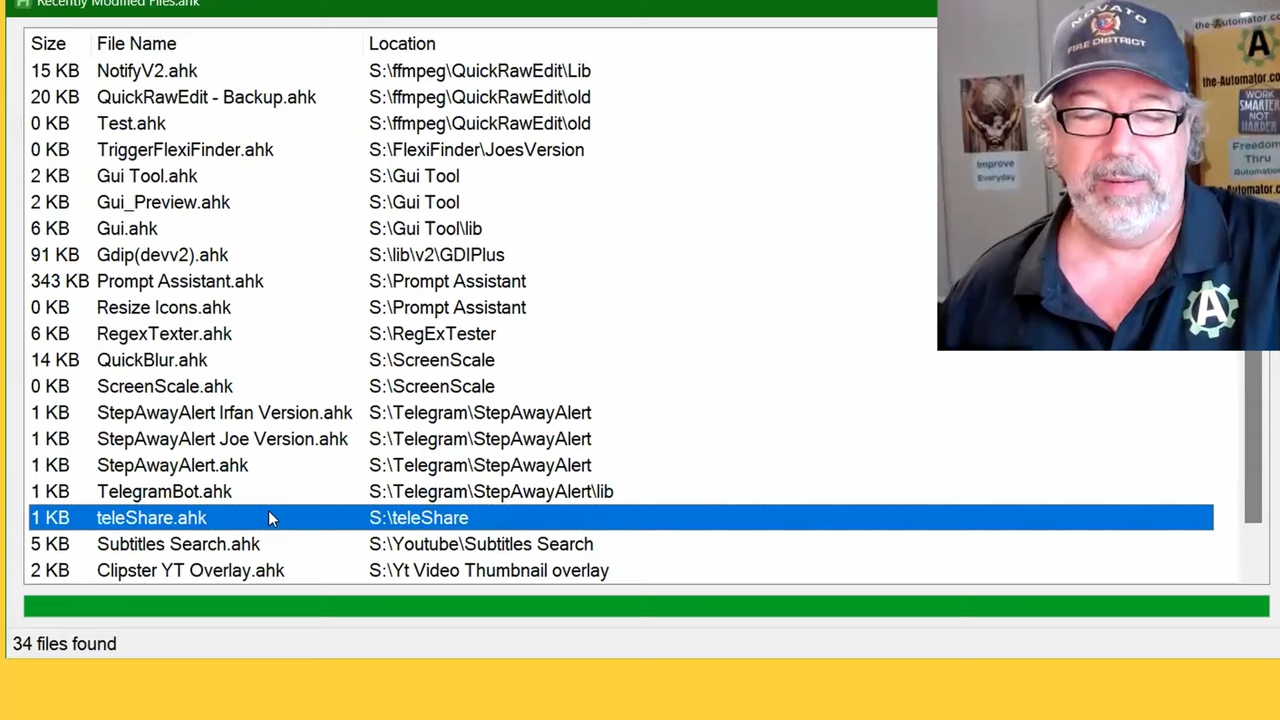 Recently Modified Files.ahk
Size File Name Location
15 KB NotifyV2.ahk S:\ffmpeg\QuickRawEdit\Lib
20 KB QuickRawEdit - Backup.ahk S:\ffmpeg\QuickRawEdit\old
0 KB Test.ahk S:\ffmpeg\QuickRawEdit\old
0 KB TriggerFlexiFinder.ahk S:\FlexiFinder\JoesVersion
2 KB Gui Tool.ahk S:\Gui Tool
2 KB Gui_Preview.ahk S:\Gui Tool
6 KB Gui.ahk S:\Gui Tool\lib
91 KB Gdip(devv2).ahk S:\lib\v2\GDIPlus
343 KB Prompt Assistant.ahk S:\Prompt Assistant
0 KB Resize Icons.ahk S:\Prompt Assistant
6 KB RegexTexter.ahk S:\RegExTester
14 KB QuickBlur.ahk S:\ScreenScale
0 KB ScreenScale.ahk S:\ScreenScale
1 KB StepAwayAlert Irfan Version.ahk S:\Telegram\StepAwayAlert
1 KB StepAwayAlert Joe Version.ahk S:\Telegram\StepAwayAlert
1 KB StepAwayAlert.ahk S:\Telegram\StepAwayAlert
1 KB TelegramBot.ahk S:\Telegram\StepAwayAlert\lib
1 KB teleShare.ahk S:\teleShare
5 KB Subtitles Search.ahk S:\Youtube\Subtitles Search
2 KB Clipster YT Overlay.ahk S:\Yt Video Thumbnail overlay
34 files found
NOVATO
FIRE DISTRICT
Improve
Everyday
the-Automator.co
A
the-Automator.
WORK
SMARTER
NOT
HARDER
Freedom
Thru
Automation
the-Automator.c
A